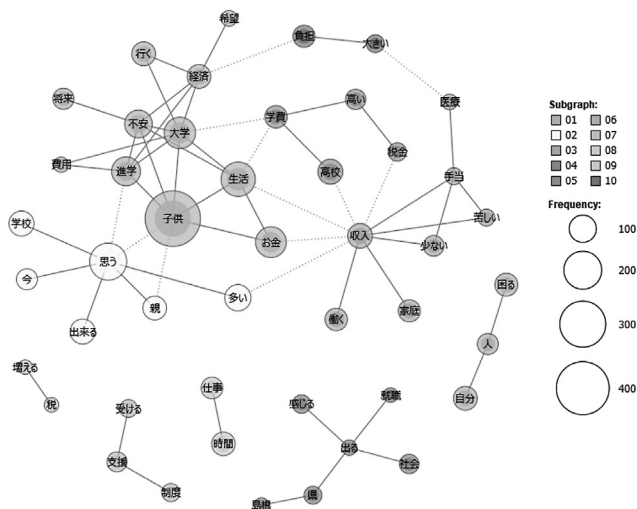 希望
行く
負担
大きい
経済
将来
高い
医療
不安
大学
学費
税金
費用
進学
生活
高校
手当
子供
学校
お金
収入
苦しい
少ない
思う
今
親
多い
出来る
働く
家庭
困る
人
自分
増える
税
仕事
受ける
時間
支援
制度
感じる
就職
出る
社会
県
島根
Subgraph:
01 06
02 07
03 08
04 09
05 10
Frequency:
100
200
300
400